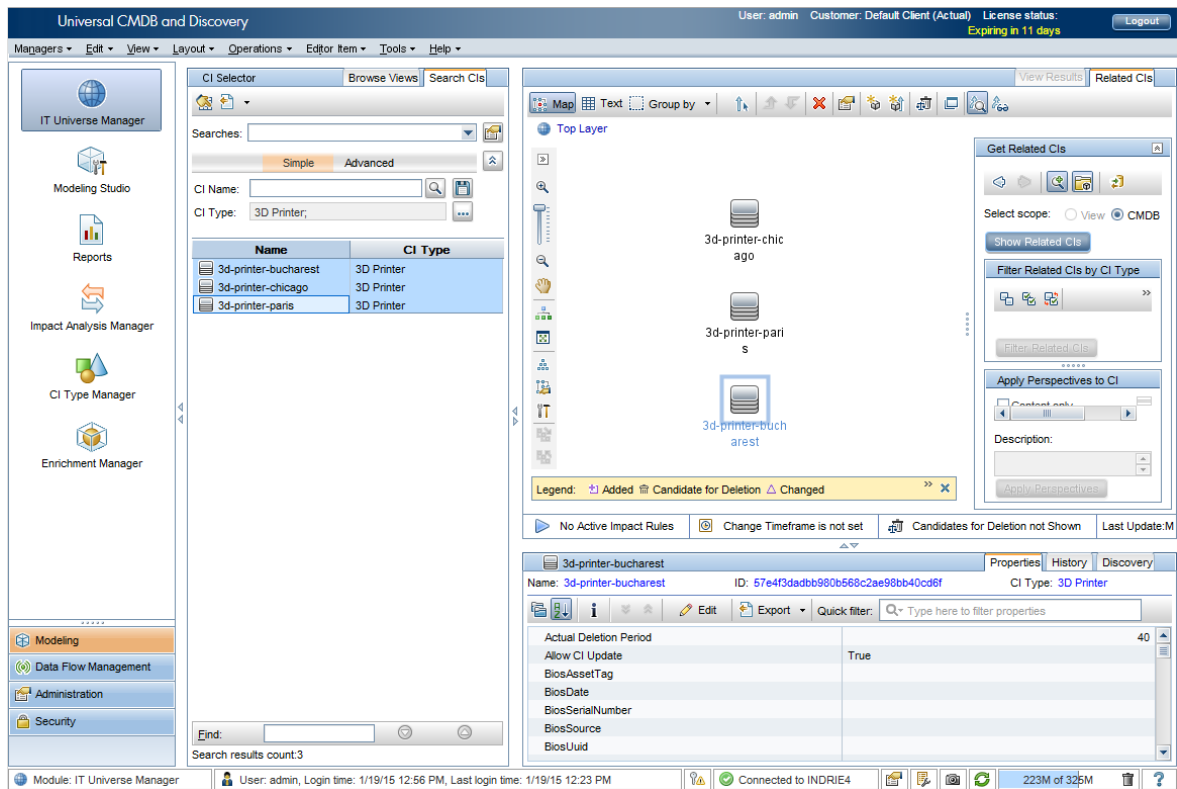 Universal CMDB and Discovery
User: admin Customer: Default Client (Actual) License status:
Expiring in 11 days
Logout
Managers Edit View Layout Operations Editor Item Tools Help
IT Universe Manager
Modeling Studio
Reports
Impact Analysis Manager
CI Type Manager
Enrichment Manager
Modeling
Data Flow Management
Administration
Security
CI Selector
Browse Views
Search CIs
Searches:
Simple Advanced
CI Name:
CI Type: 3D Printer;
...
Name CI Type
3d-printer-bucharest 3D Printer
3d-printer-chicago 3D Printer
3d-printer-paris 3D Printer
Find:
Search results count:3
View Results
Related CIs
Map Text Group by
Top Layer
3d-printer-chic
ago
3d-printer-pari
s
3d-printer-buch
arest
Legend: Added Candidate for Deletion Changed
Get Related CIs
Select scope: View CMDB
Show Related CIs
Filter Related CIs by CI Type
Filter Related CIs
Apply Perspectives to CI
Content only
Description:
Apply Perspectives
No Active Impact Rules
Change Timeframe is not set
Candidates for Deletion not Shown
Last Update:M
3d-printer-bucharest
Properties History Discovery
Name: 3d-printer-bucharest ID: 57e4f3dadbb980b568c2ae98bb40cd6f CI Type: 3D Printer
Edit Export Quick filter: Type here to filter properties
Actual Deletion Period 40
Allow CI Update True
BiosAssetTag
BiosDate
BiosSerialNumber
BiosSource
BiosUuid
Module: IT Universe Manager
User: admin, Login time: 1/19/15 12:56 PM, Last login time: 1/19/15 12:23 PM
Connected to INDRIE4
223M of 325M